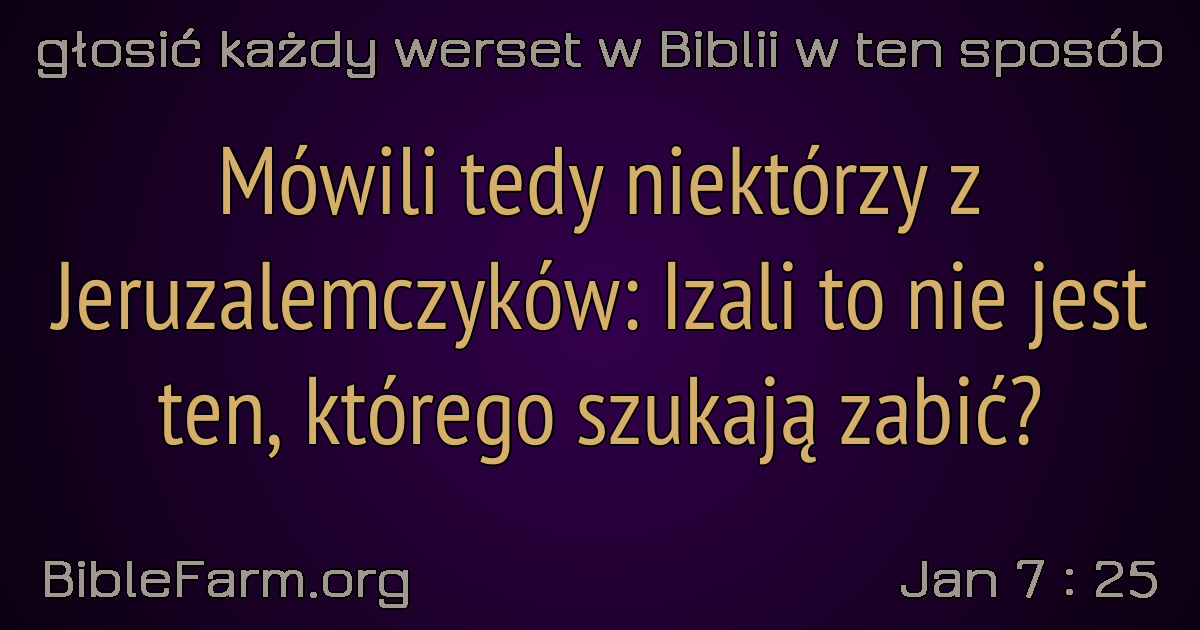 głosić każdy werset w Biblii w ten sposób
Mówili tedy niektórzy z
Jeruzalemczyków: Izali to nie jest
ten, którego szukają zabić?
BibleFarm.org
Jan 7 : 25